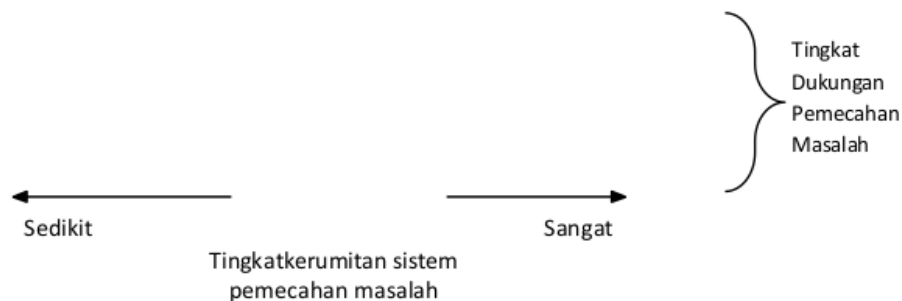 Tingkat
Dukungan
Pemecahan
Masalah
Sedikit
Sangat
Tingkatkerumitan sistem
pemecahan masalah